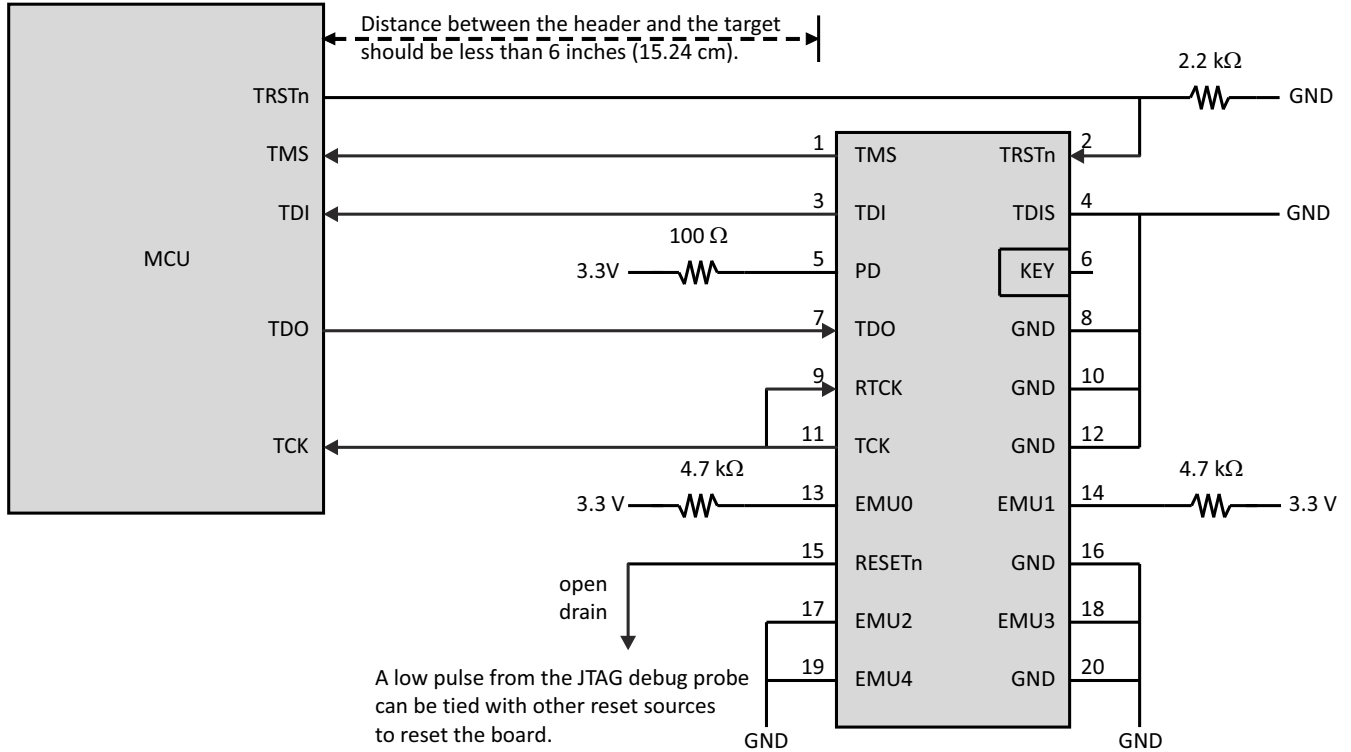 Distance between the header and the target
should be less than 6 inches (15.24 cm).
2.2 kΩ
TRSTn
GND
MCU
TMS
1
TMS
TRSTn
2
TDI
3
TDI
TDIS
4
GND
100 Ω
3.3V
5
PD
KEY
6
TDO
7
TDO
GND
8
9
RTCK
GND
10
TCK
11
TCK
GND
12
4.7 kΩ
4.7 kΩ
3.3 V
13
EMU0
EMU1
14
3.3 V
15
RESETn
GND
16
open
drain
17
EMU2
EMU3
18
19
EMU4
GND
20
A low pulse from the JTAG debug probe
can be tied with other reset sources
to reset the board.
GND
GND